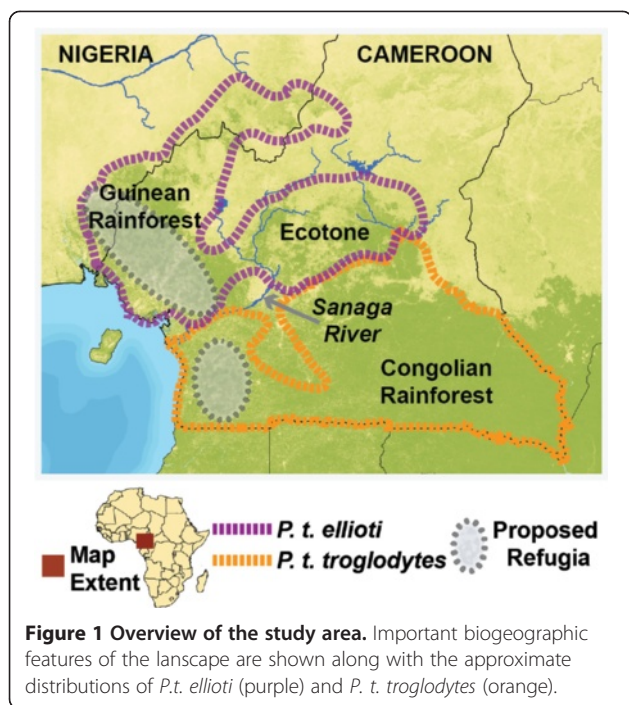 NIGERIA
CAMEROON
Guinean
Rainforest
Ecotone
Sanaga
River
Congolian
Rainforest
Map
Extent
P. t. ellioti
P. t. troglodytes
Proposed
Refugia
Figure 1 Overview of the study area. Important biogeographic
features of the lanscape are shown along with the approximate
distributions of P.t. ellioti (purple) and P. t. troglodytes (orange).